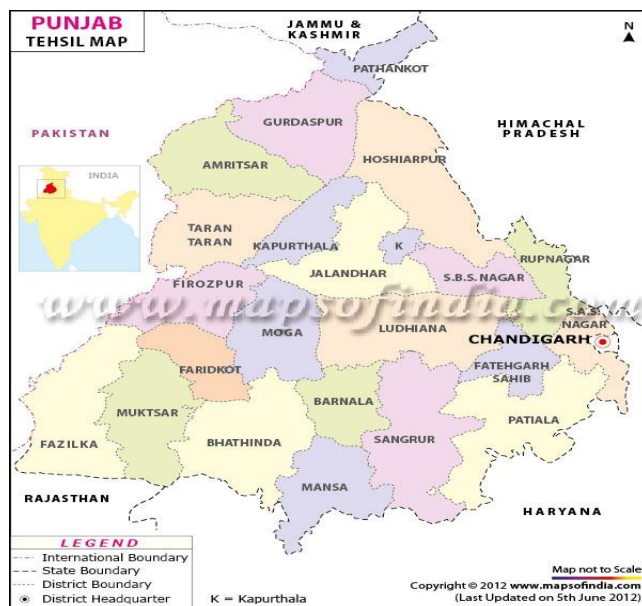 PUNJAB
TEHSIL MAP
JAMMU &
KASHMIR
N
PATHANKOT
GURDASPUR
PAKISTAN
HIMACHAL
PRADESH
HOSHIARPUR
AMRITSAR
INDIA
TARAN
TARAN
KAPURTHALA
K
RUPNAGAR
JALANDHAR
S.B.S.NAGAR
FIROZPUR
www.mapsofindia.com
S.A.S.
NAGAR
MOGA
LUDHIANA
CHANDIGARH
FARIDKOT
FATEHGARH
SAHIB
BARNALA
MUKTSAR
PATIALA
FAZILKA
BHATHINDA
SANGRUR
MANSA
RAJASTHAN
HARYANA
LEGEND
International Boundary
State Boundary
District Boundary
District Headquarter
K = Kapurthala
Map not to Scale
Copyright © 2012 www.mapsofindia.com
(Last Updated on 5th June 2012)